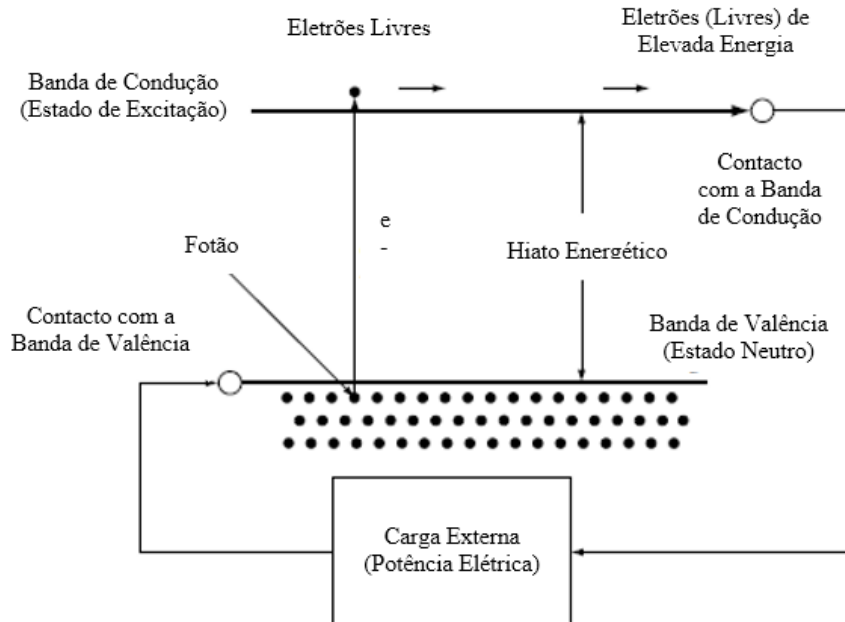 Eletrões Livres
Eletrões (Livres) de
Elevada Energia
Banda de Condução
(Estado de Excitação)
Contacto
com a Banda
de Condução
e
-
Fotão
Hiato Energético
Contacto com a
Banda de Valência
Banda de Valência
(Estado Neutro)
Carga Externa
(Potência Elétrica)